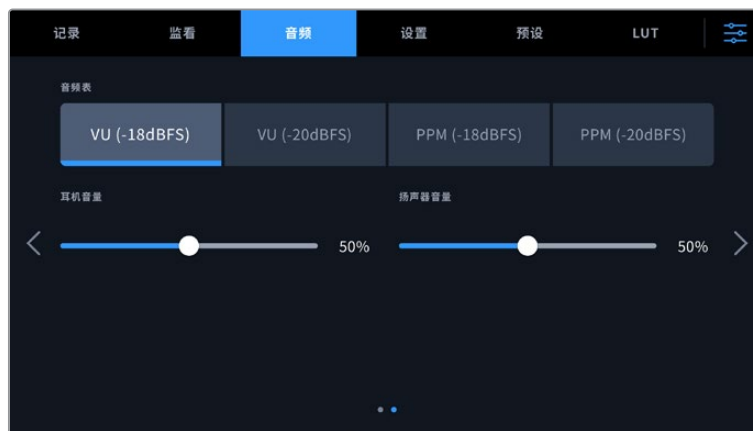 记录 监看 音频 设置 预设 LUT
音频表
VU (-18dBFS) VU (-20dBFS) PPM (-18dBFS) PPM (-20dBFS)
耳机音量 扬声器音量
50% 50%